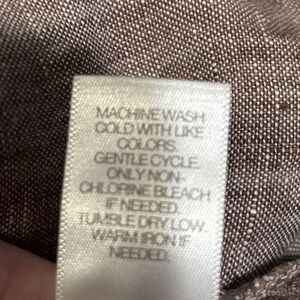 MACHINE WASH
COLD WITH LIKE
COLORS.
GENTLE CYCLE.
ONLY NON-
CHLORINE BLEACH
IF NEEDED.
TUMBLE DRY LOW.
WARM IRON IF
NEEDED.